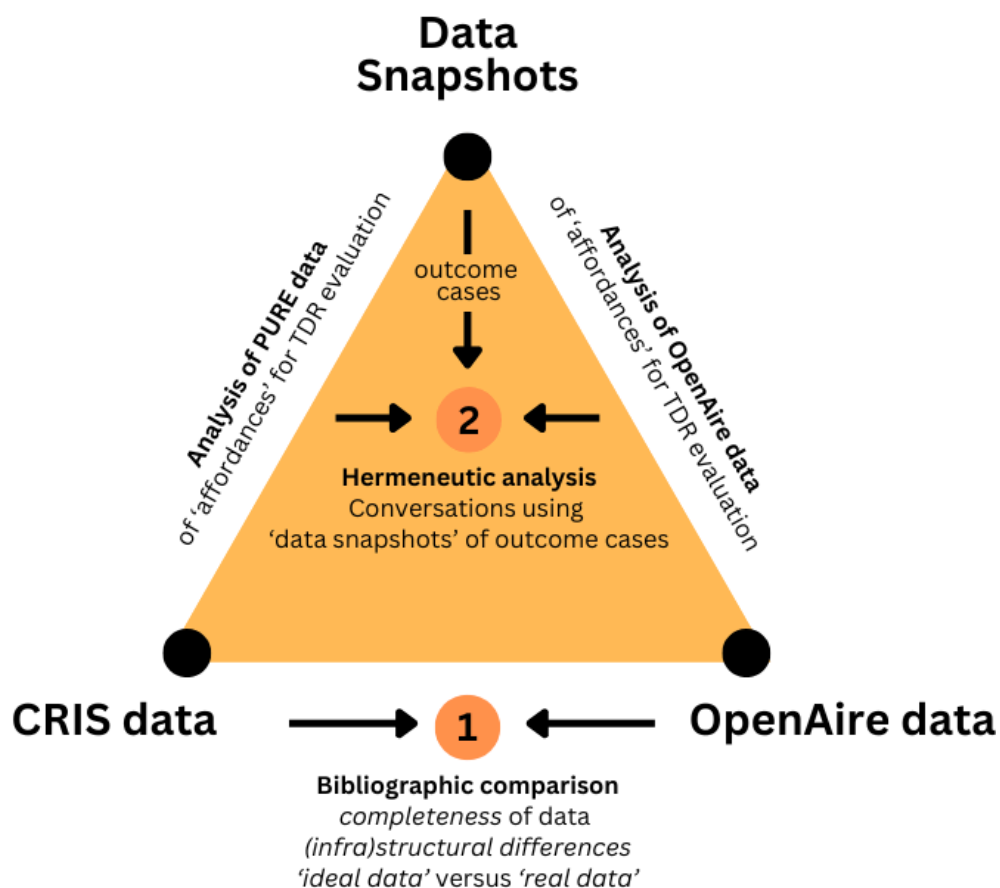 Data
Snapshots
Analysis of PURE data
of ‘affordances’ for TDR evaluation
Analysis of OpenAire data
of ‘affordances’ for TDR evaluation
outcome
cases
2
Hermeneutic analysis
Conversations using
‘data snapshots’ of outcome cases
CRIS data
OpenAire data
1
Bibliographic comparison
completeness of data
(infra)structural differences
‘ideal data’ versus ‘real data’